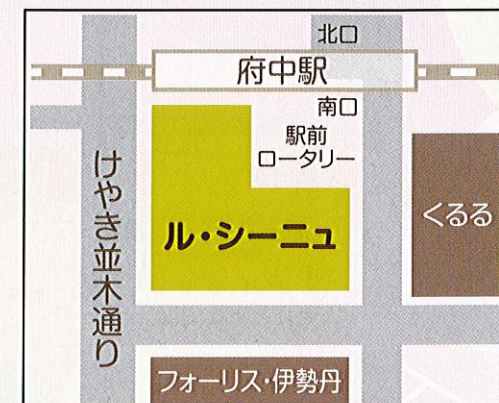 北口
府中駅
南口
駅前
ロータリー
けやき並木通り
ル・シーニュ
くるる
フォーリス・伊勢丹